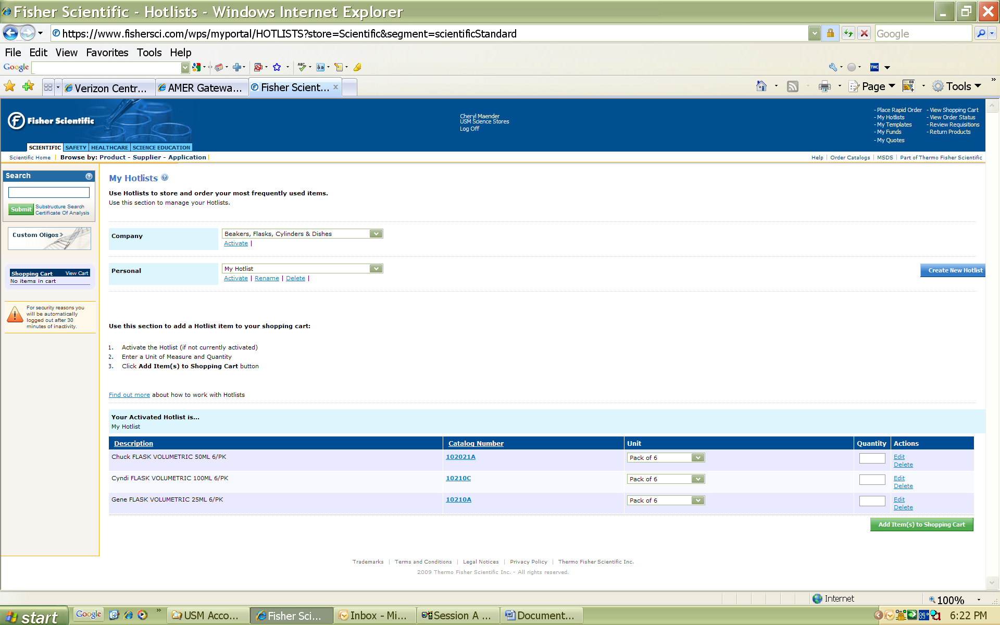 Fisher Scientific - Hotlists - Windows Internet Explorer
https://www.fishersci.com/wps/myportal/HOTLISTS?store=Scientific&segment=scientificStandard
Google
File Edit View Favorites Tools Help
Google
Verizon Centr...
AMER Gatewa...
Fisher Scient...
Page
Tools
Fisher Scientific
Cheryl Maender
USM Science Stores
Log Off
- Place Rapid Order - View Shopping Cart
- My Hotlists - View Order Status
- My Templates - Review Requisitions
- My Funds - Return Products
- My Quotes
SCIENTIFIC SAFETY HEALTHCARE SCIENCE EDUCATION
Scientific Home | Browse by: Product - Supplier - Application |
Help | Order Catalogs | MSDS | Part of Thermo Fisher Scientific
Search
Submit
Substructure Search
Certificate Of Analysis
Custom Oligos
Shopping Cart View Cart
No items in cart
For security reasons you
will be automatically
logged out after 30
minutes of inactivity.
My Hotlists
Use Hotlists to store and order your most frequently used items.
Use this section to manage your Hotlists.
Company
Beakers, Flasks, Cylinders & Dishes
Activate |
Personal
My Hotlist
Activate | Rename | Delete |
Create New Hotlist
Use this section to add a Hotlist item to your shopping cart:
1. Activate the Hotlist (if not currently activated)
2. Enter a Unit of Measure and Quantity
3. Click Add Item(s) to Shopping Cart button
Find out more about how to work with Hotlists
Your Activated Hotlist is...
My Hotlist
Description Catalog Number Unit Quantity Actions
Chuck FLASK VOLUMETRIC 50ML 6/PK 102021A Pack of 6 Edit
Delete
Cyndi FLASK VOLUMETRIC 100ML 6/PK 10210C Pack of 6 Edit
Delete
Gene FLASK VOLUMETRIC 25ML 6/PK 10210A Pack of 6 Edit
Delete
Add Item(s) to Shopping Cart
Trademarks | Terms and Conditions | Legal Notices | Privacy Policy | Thermo Fisher Scientific Inc.
2009 Thermo Fisher Scientific Inc. - All rights reserved.
Internet
100%
start
Google
USM Acco...
Fisher Sci...
Inbox - Mi...
Session A ...
Document...
89°
6:22 PM